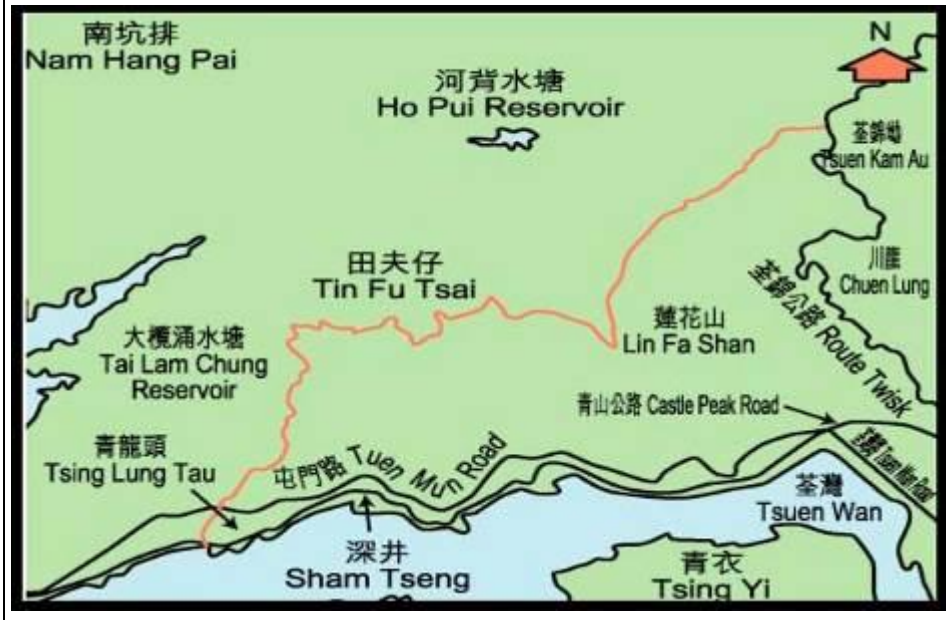 南坑排
Nam Hang Pai
N
河背水塘
Ho Pui Reservoir
荃錦坳
Tsuen Kam Au
川龍
Chuen Lung
田夫仔
Tin Fu Tsai
荃錦公路 Route Twisk
大欖涌水塘
Tai Lam Chung
Reservoir
蓮花山
Lin Fa Shan
青山公路 Castle Peak Road
青龍頭
Tsing Lung Tau
屯門路 Tuen Mun Road
Tsuen Wan Road
荃灣
Tsuen Wan
深井
Sham Tseng
青衣
Tsing Yi